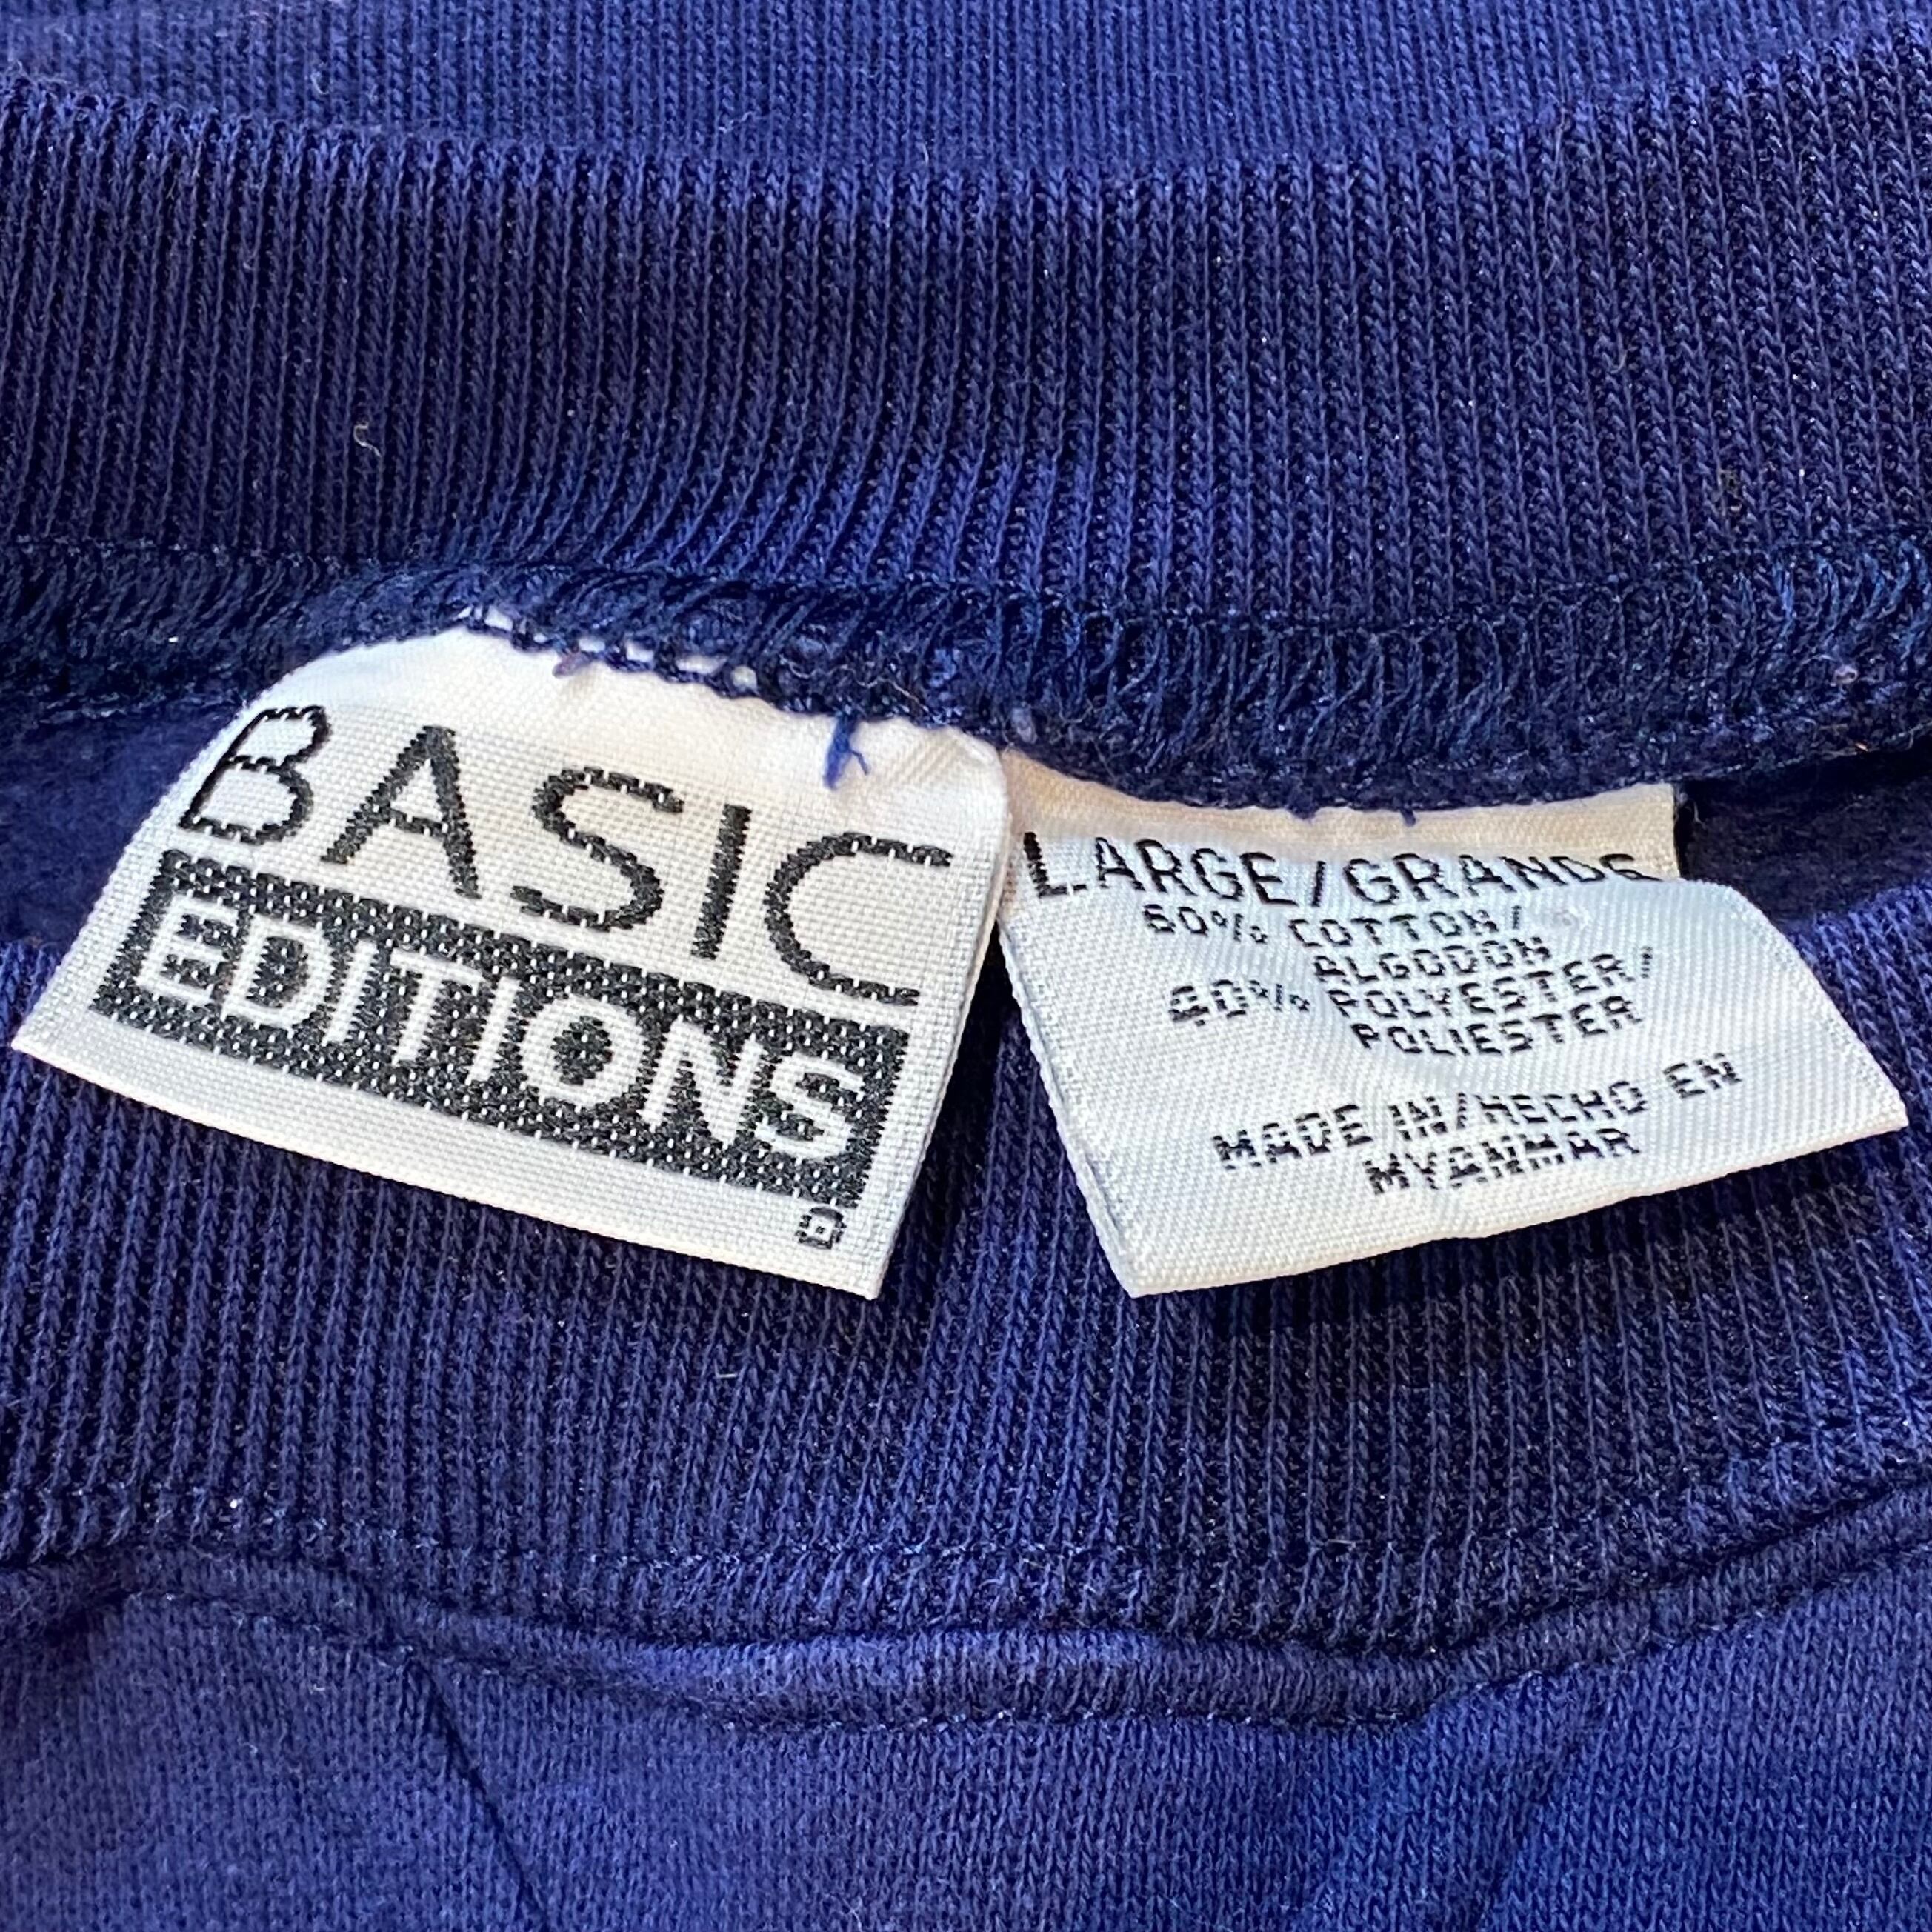 BASIC
EDITIONS
LARGE/GRANDE
60% COTTON/
ALGODON
40% POLYESTER/
POLIESTER
MADE IN/HECHO EN
MYANMAR